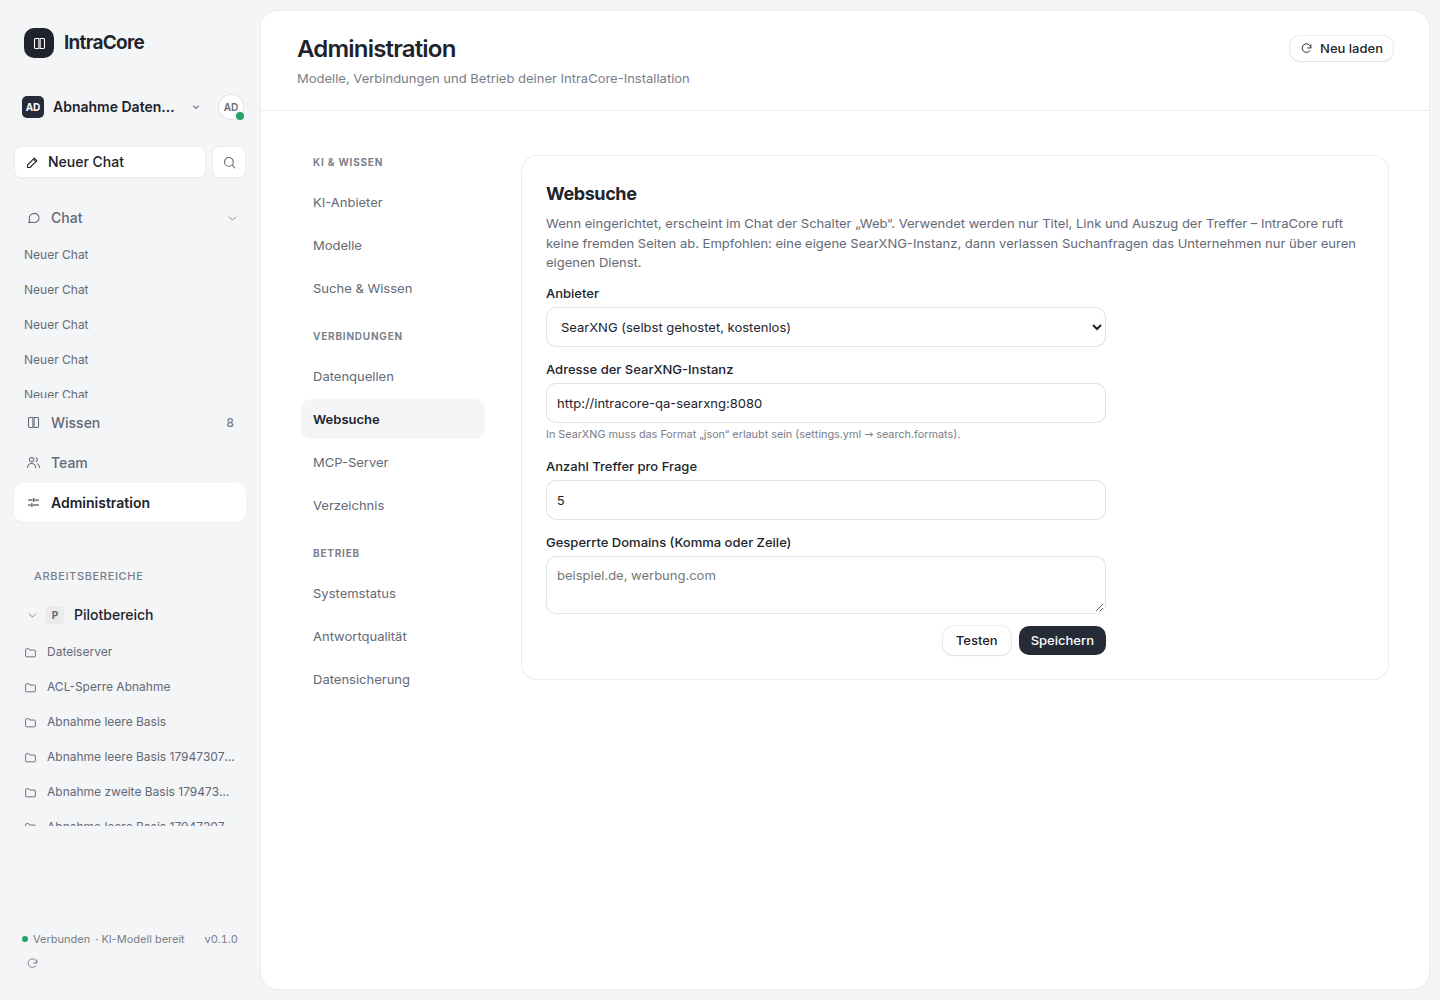 IntraCore
AD Abnahme Daten... AD
Neuer Chat
Chat
Neuer Chat
Neuer Chat
Neuer Chat
Neuer Chat
Neuer Chat
Wissen 8
Team
Administration
ARBEITSBEREICHE
P Pilotbereich
Dateiserver
ACL-Sperre Abnahme
Abnahme leere Basis
Abnahme leere Basis 17947307...
Abnahme zweite Basis 179473...
Abnahme leere Basis 17947307...
Verbunden · KI-Modell bereit v0.1.0
Administration
Modelle, Verbindungen und Betrieb deiner IntraCore-Installation
Neu laden
KI & WISSEN
KI-Anbieter
Modelle
Suche & Wissen
VERBINDUNGEN
Datenquellen
Websuche
MCP-Server
Verzeichnis
BETRIEB
Systemstatus
Antwortqualität
Datensicherung
Websuche
Wenn eingerichtet, erscheint im Chat der Schalter „Web“. Verwendet werden nur Titel, Link und Auszug der Treffer – IntraCore ruft
keine fremden Seiten ab. Empfohlen: eine eigene SearXNG-Instanz, dann verlassen Suchanfragen das Unternehmen nur über euren
eigenen Dienst.
Anbieter
SearXNG (selbst gehostet, kostenlos)
Adresse der SearXNG-Instanz
http://intracore-qa-searxng:8080
In SearXNG muss das Format „json“ erlaubt sein (settings.yml → search.formats).
Anzahl Treffer pro Frage
5
Gesperrte Domains (Komma oder Zeile)
beispiel.de, werbung.com
Testen
Speichern